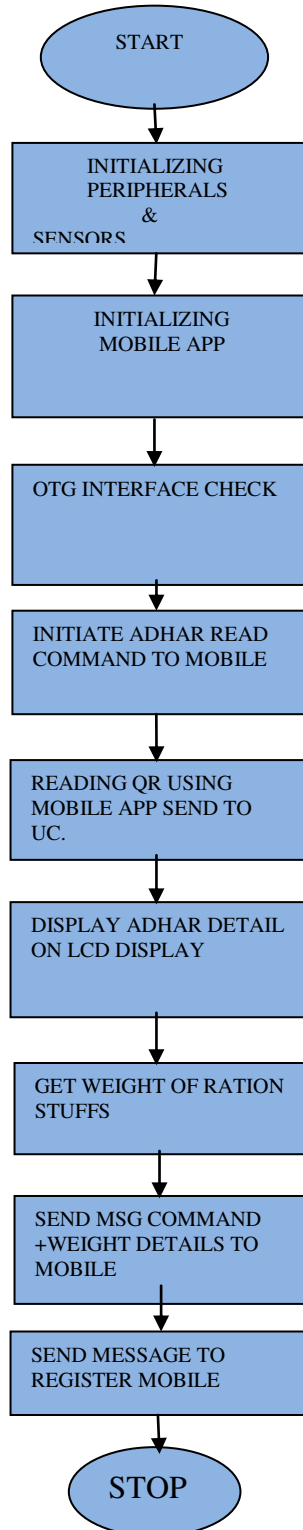 START
INITIALIZING
PERIPHERALS
&
SENSORS
INITIALIZING
MOBILE APP
OTG INTERFACE CHECK
INITIATE ADHAR READ
COMMAND TO MOBILE
READING QR USING
MOBILE APP SEND TO
UC.
DISPLAY ADHAR DETAIL
ON LCD DISPLAY
GET WEIGHT OF RATION
STUFFS
SEND MSG COMMAND
+WEIGHT DETAILS TO
MOBILE
SEND MESSAGE TO
REGISTER MOBILE
STOP